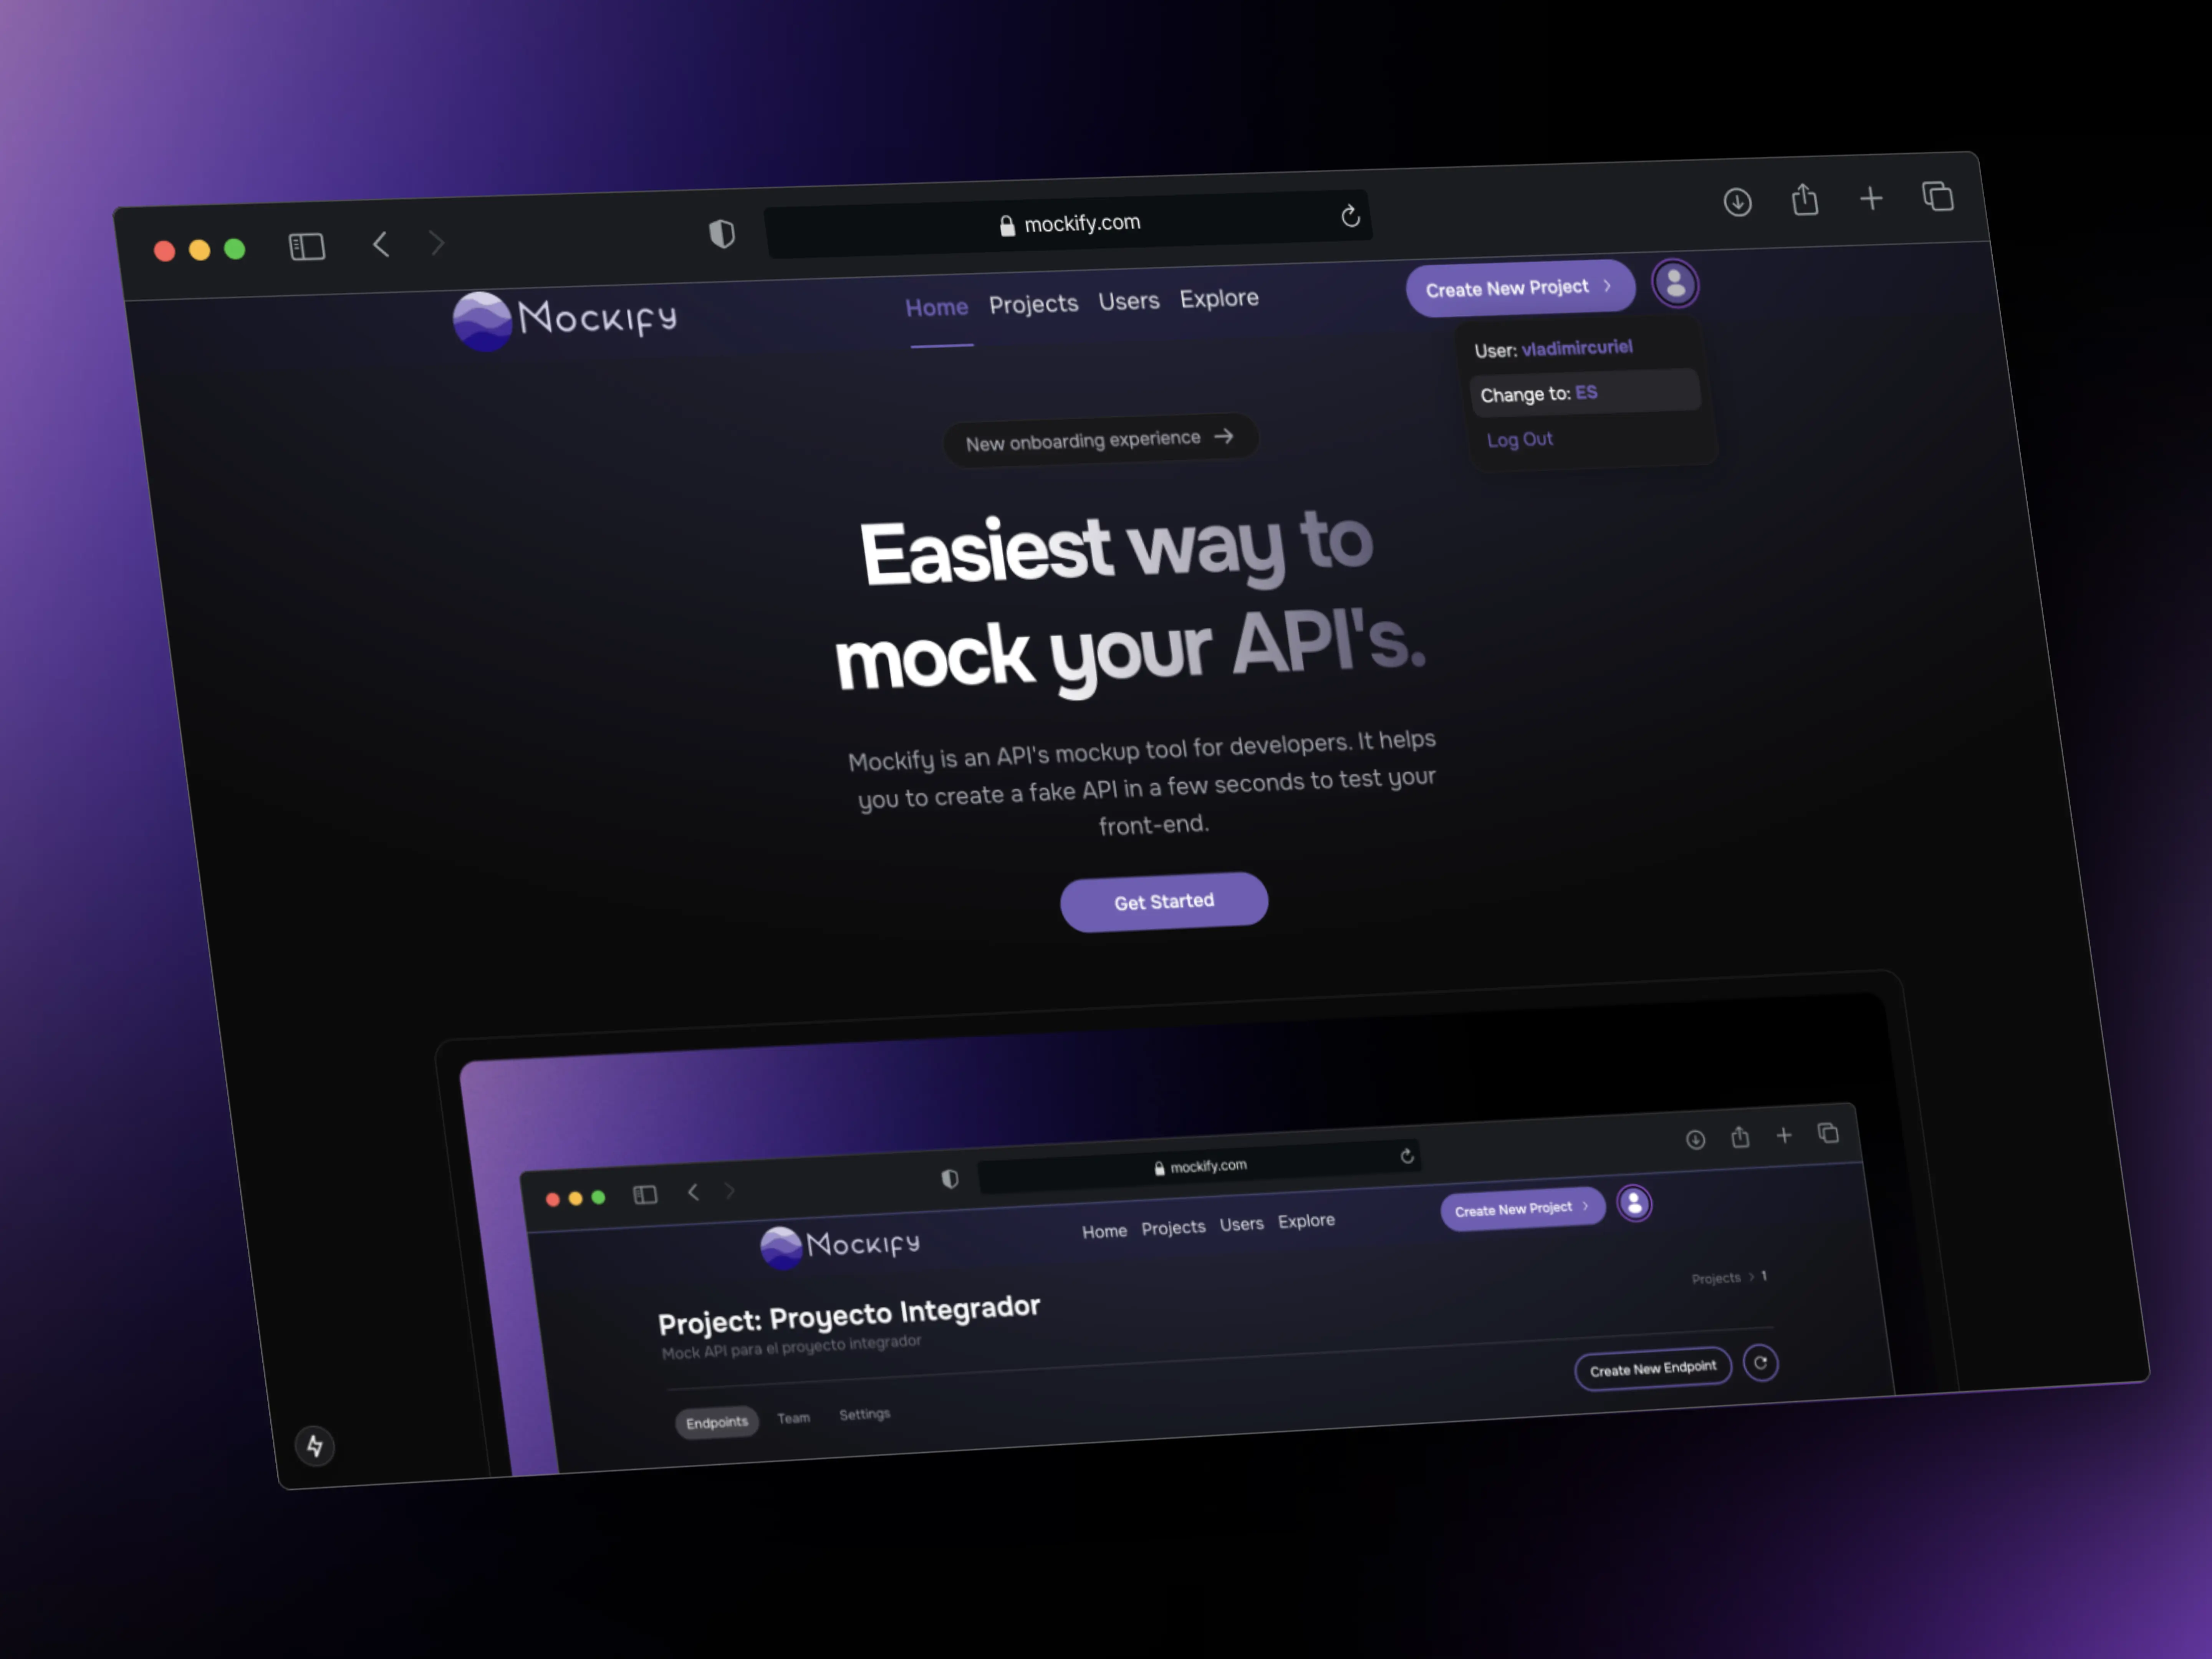 mockify.com
Mockify
Home Projects Users Explore
Create New Project
User: vladimircuriel
Change to: ES
Log Out
New onboarding experience →
Easiest way to
mock your API's.
Mockify is an API's mockup tool for developers. It helps
you to create a fake API in a few seconds to test your
front-end.
Get Started
mockify.com
Mockify
Home Projects Users Explore
Create New Project
Projects > 1
Project: Proyecto Integrador
Mock API para el proyecto integrador
Create New Endpoint
Endpoints Team Settings